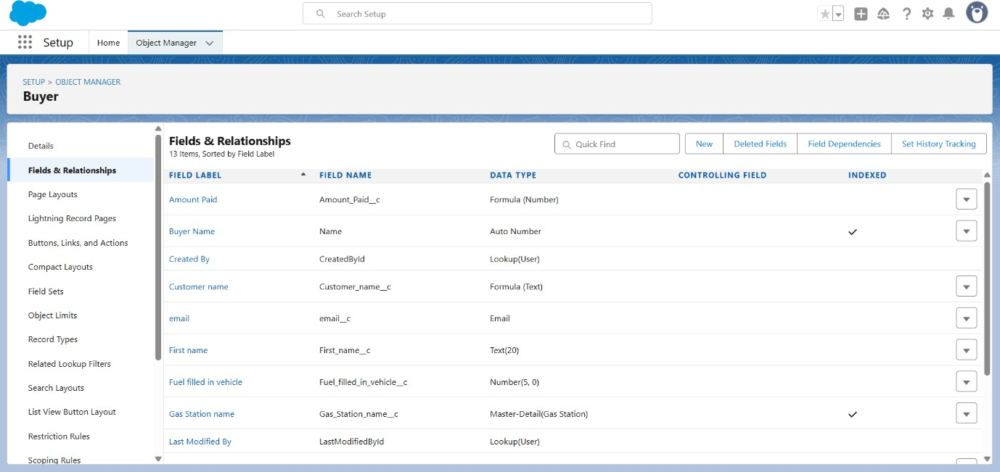 Search Setup
Setup
Home
Object Manager
SETUP > OBJECT MANAGER
Buyer
Details
Fields & Relationships
Page Layouts
Lightning Record Pages
Buttons, Links, and Actions
Compact Layouts
Field Sets
Object Limits
Record Types
Related Lookup Filters
Search Layouts
List View Button Layout
Restriction Rules
Scoping Rules
Fields & Relationships
13 Items, Sorted by Field Label
Quick Find
New
Deleted Fields
Field Dependencies
Set History Tracking
FIELD LABEL FIELD NAME DATA TYPE CONTROLLING FIELD INDEXED
Amount Paid Amount_Paid__c Formula (Number)
Buyer Name Name Auto Number
Created By CreatedById Lookup(User)
Customer name Customer_name__c Formula (Text)
email email__c Email
First name First_name__c Text(20)
Fuel filled in vehicle Fuel_filled_in_vehicle__c Number(5, 0)
Gas Station name Gas_Station_name__c Master-Detail(Gas Station)
Last Modified By LastModifiedById Lookup(User)